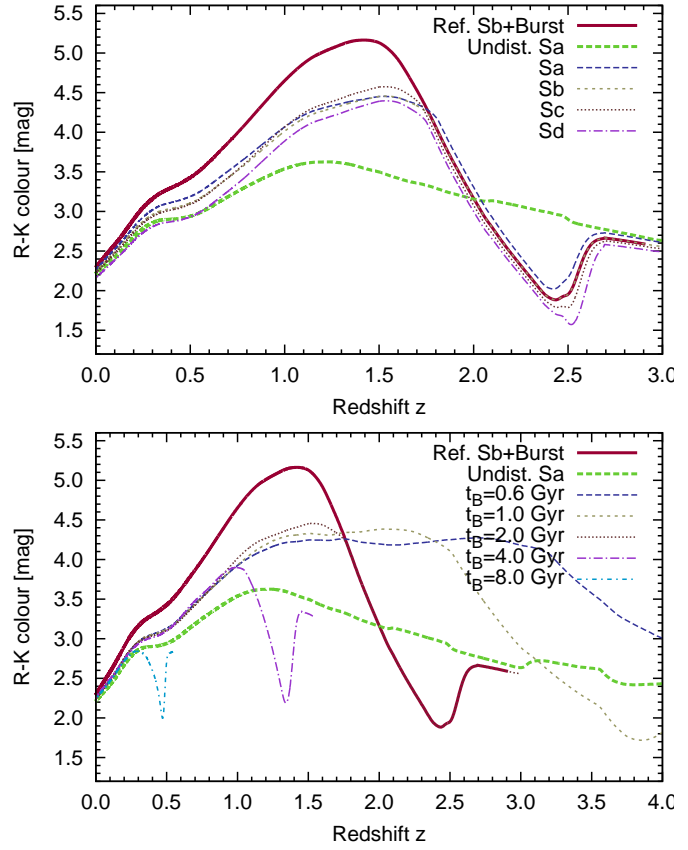 5.5
5.0
4.5
4.0
3.5
3.0
2.5
2.0
1.5
R-K colour [mag]
Ref. Sb+Burst
Undist. Sa
Sa
Sb
Sc
Sd
0.0 0.5 1.0 1.5 2.0 2.5 3.0
Redshift z
5.5
5.0
4.5
4.0
3.5
3.0
2.5
2.0
1.5
R-K colour [mag]
Ref. Sb+Burst
Undist. Sa
t_B=0.6 Gyr
t_B=1.0 Gyr
t_B=2.0 Gyr
t_B=4.0 Gyr
t_B=8.0 Gyr
0.0 0.5 1.0 1.5 2.0 2.5 3.0 3.5 4.0
Redshift z